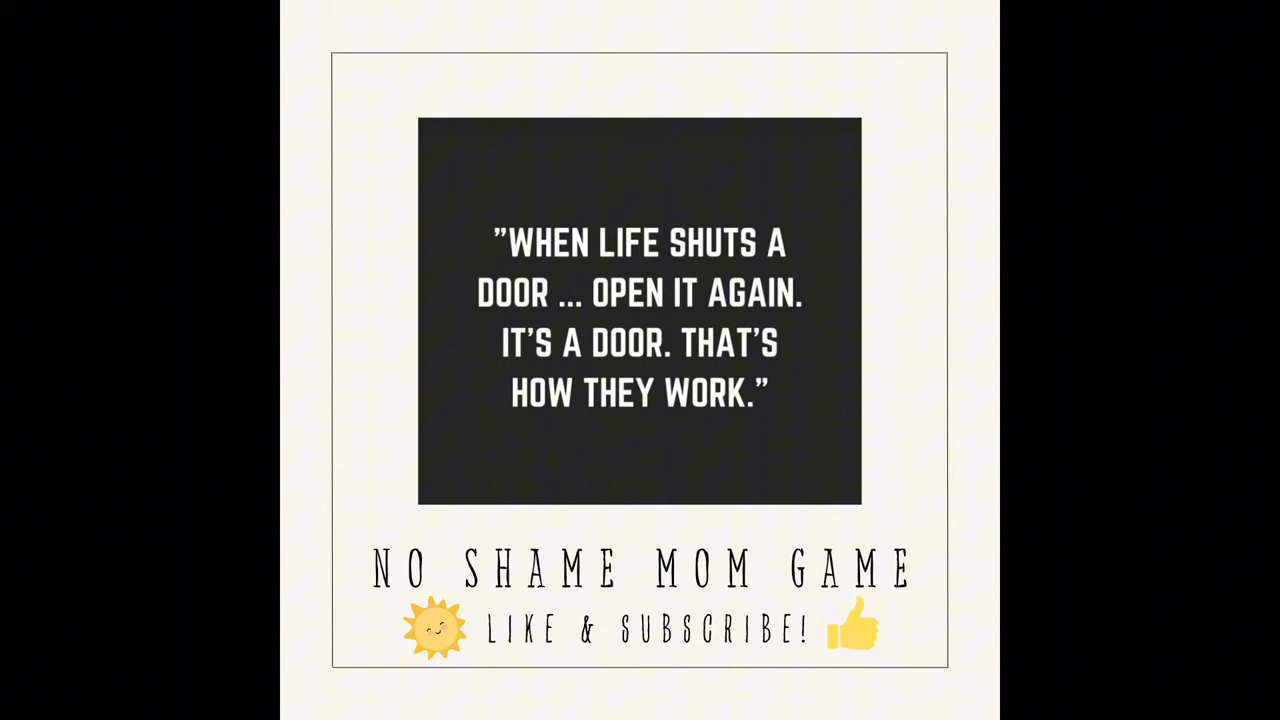 ”WHEN LIFE SHUTS A
DOOR ... OPEN IT AGAIN.
IT’S A DOOR. THAT’S
HOW THEY WORK.”
NO SHAME MOM GAME
LIKE & SUBSCRIBE!